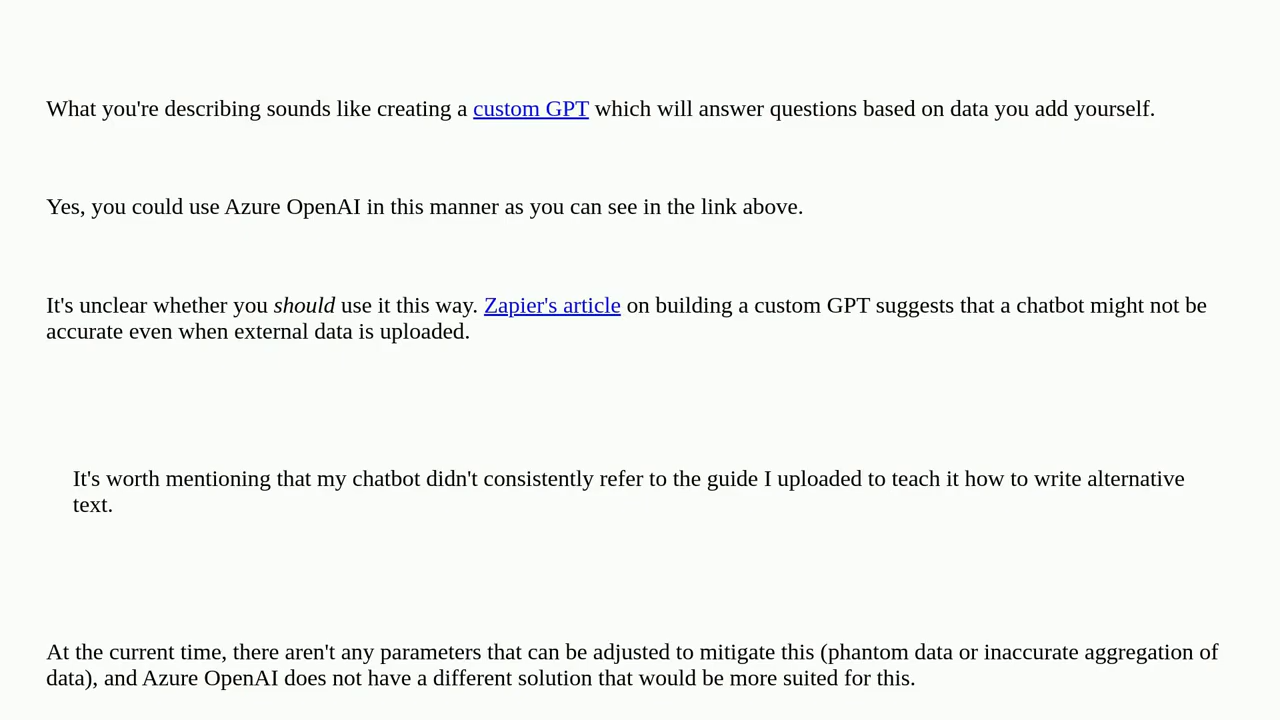 What you're describing sounds like creating a custom GPT which will answer questions based on data you add yourself.
Yes, you could use Azure OpenAI in this manner as you can see in the link above.
It's unclear whether you should use it this way. Zapier's article on building a custom GPT suggests that a chatbot might not be
accurate even when external data is uploaded.
It's worth mentioning that my chatbot didn't consistently refer to the guide I uploaded to teach it how to write alternative
text.
At the current time, there aren't any parameters that can be adjusted to mitigate this (phantom data or inaccurate aggregation of
data), and Azure OpenAI does not have a different solution that would be more suited for this.